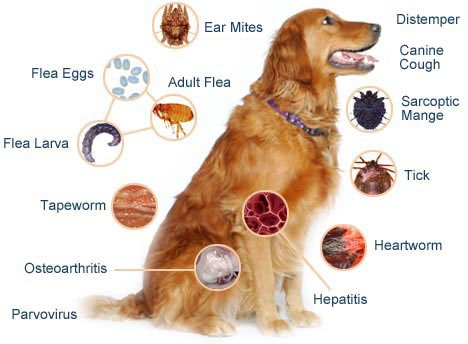 Ear Mites
Distemper
Canine
Cough
Flea Eggs
Adult Flea
Sarcoptic
Mange
Flea Larva
Tick
Tapeworm
Heartworm
Osteoarthritis
Hepatitis
Parvovirus